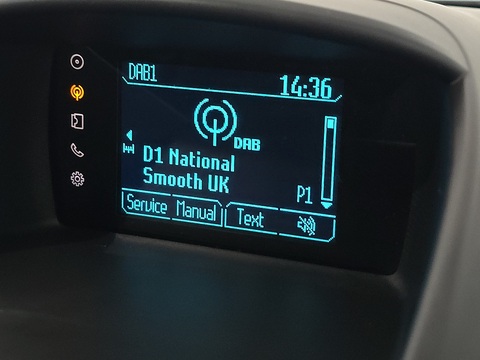 DAB1 14:36
DAB
D1 National
Smooth UK
P1
Service Manual Text